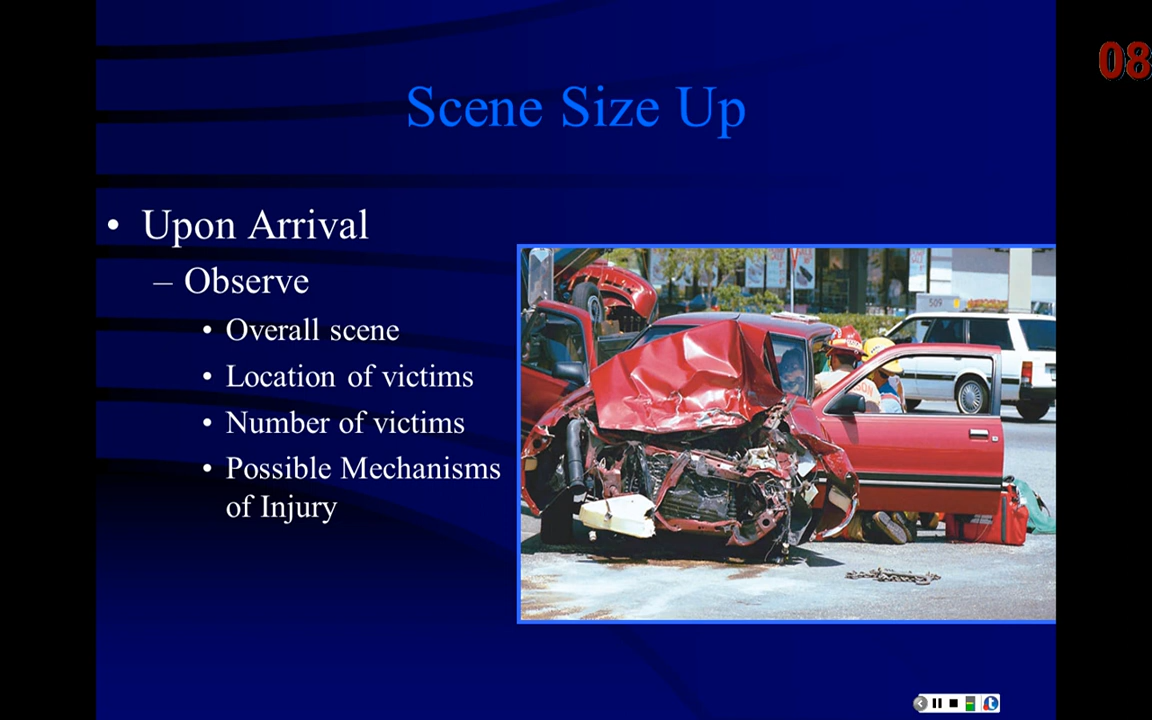 08
Scene Size Up
• Upon Arrival
– Observe
• Overall scene
• Location of victims
• Number of victims
• Possible Mechanisms
of Injury
509